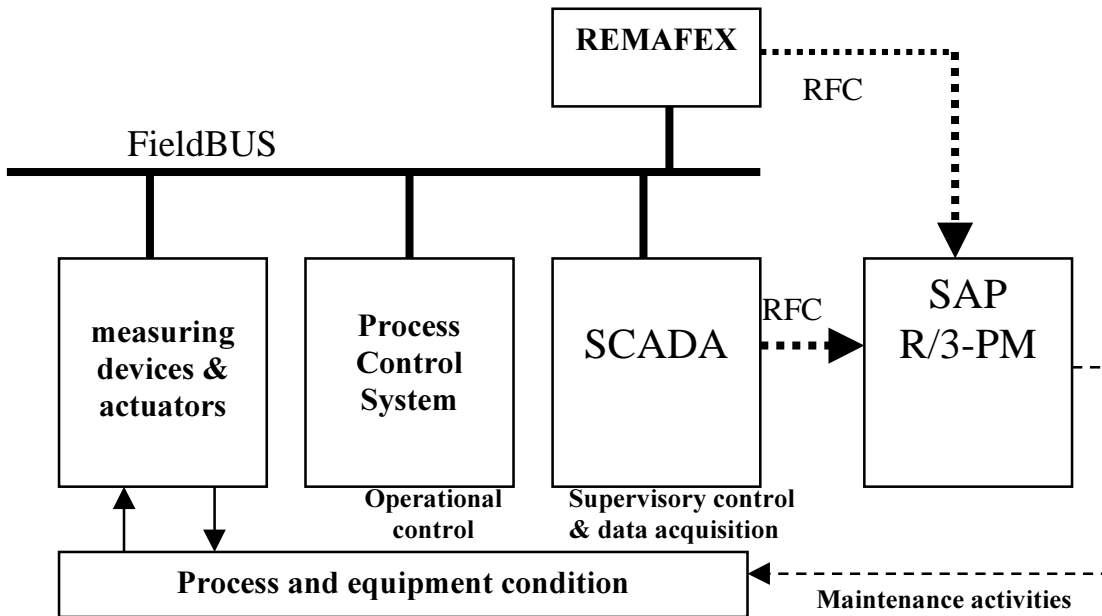 REMAFEX
RFC
FieldBUS
measuring
devices &
actuators
Process
Control
System
SCADA
RFC
SAP
R/3-PM
Operational
control
Supervisory control
& data acquisition
Process and equipment condition
Maintenance activities